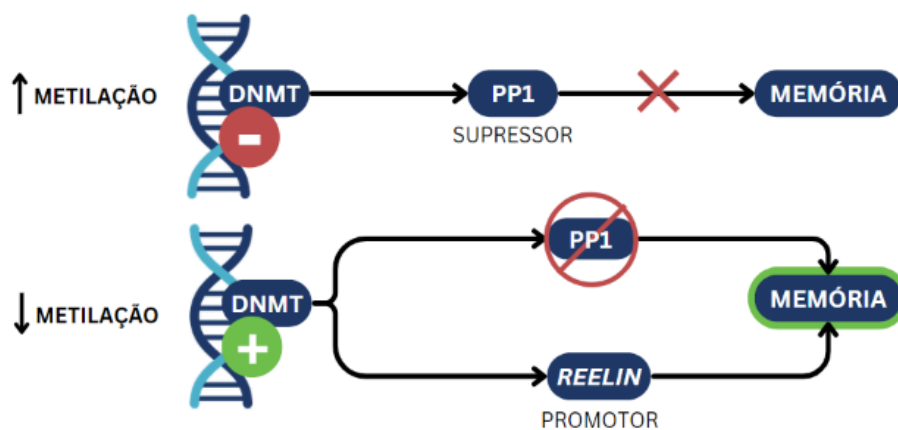 ↑ METILAÇÃO
DNMT
-
PP1
SUPRESSOR
MEMÓRIA
↓ METILAÇÃO
DNMT
+
PP1
MEMÓRIA
REELIN
PROMOTOR